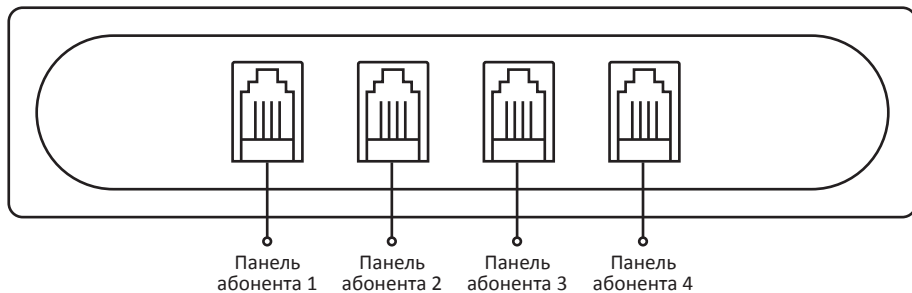 Панель
абонента 1
Панель
абонента 2
Панель
абонента 3
Панель
абонента 4